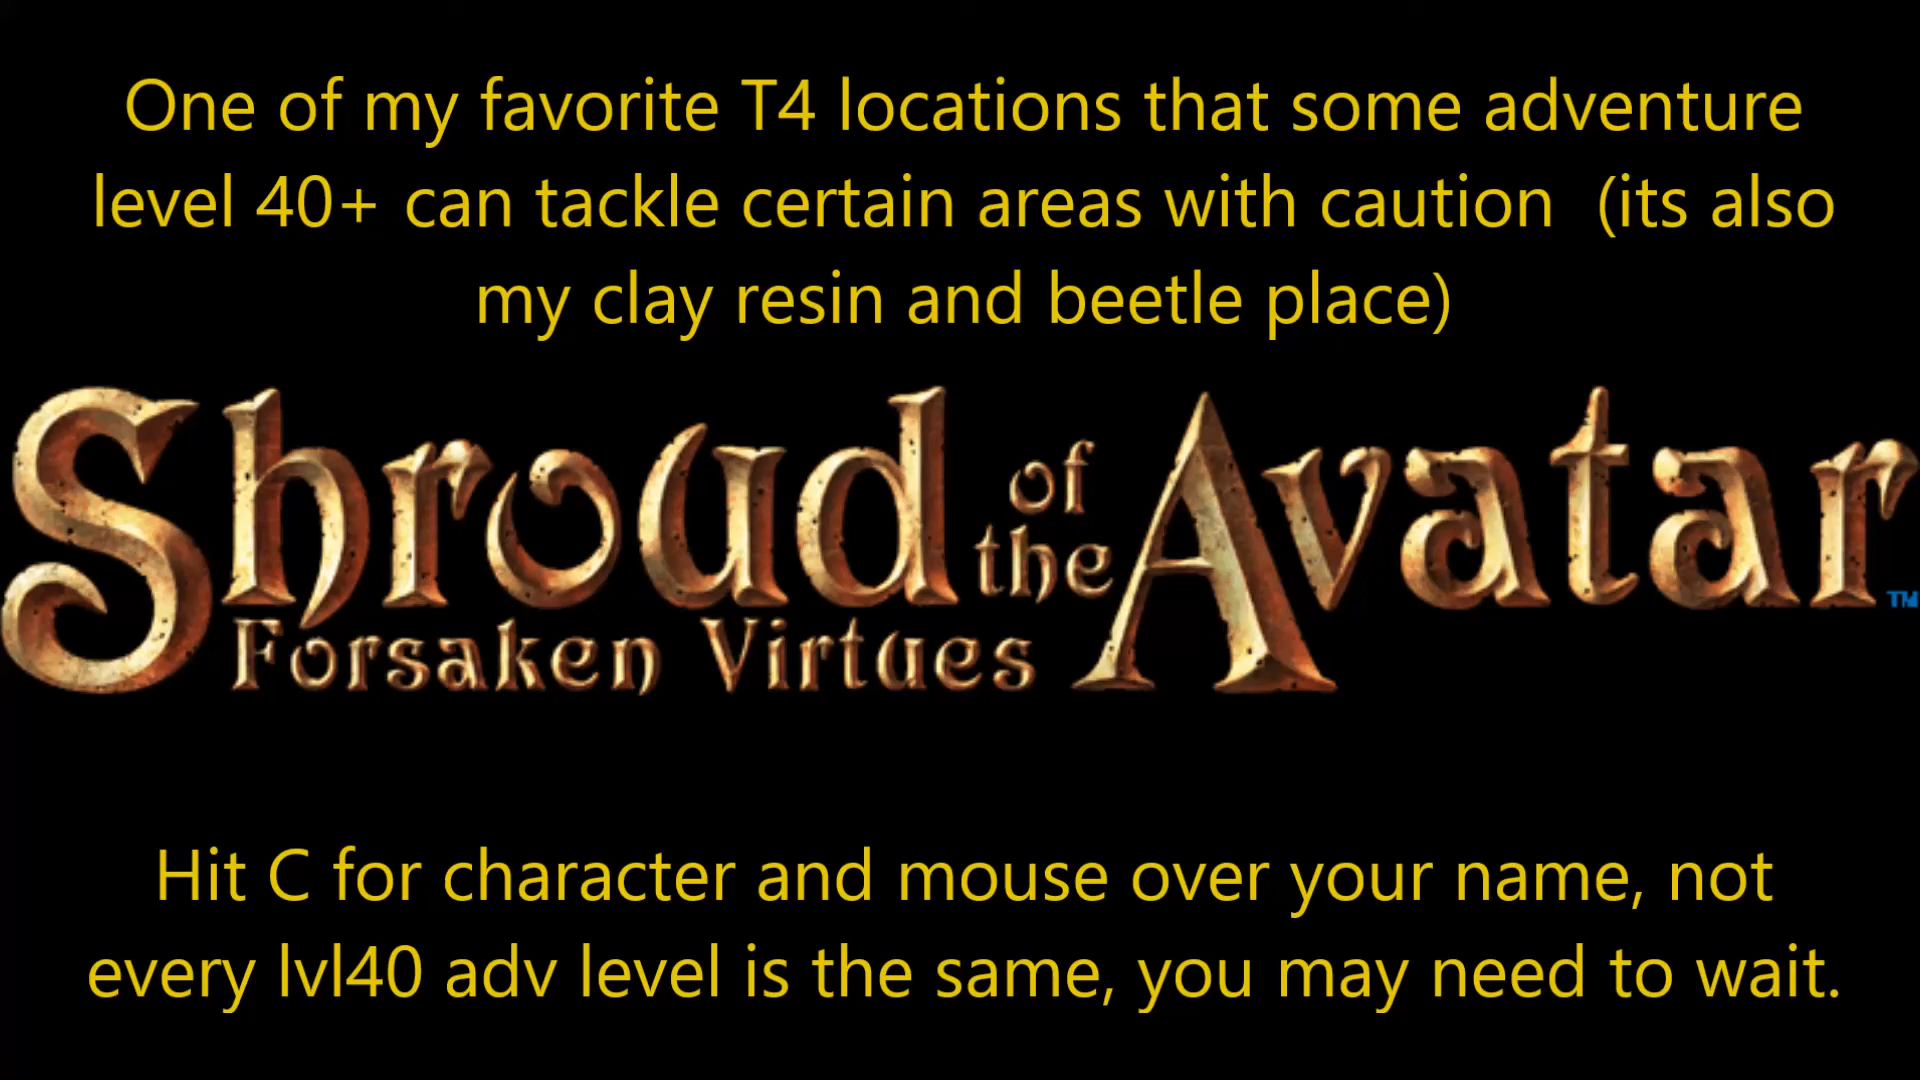 One of my favorite T4 locations that some adventure
level 40+ can tackle certain areas with caution  (its also
my clay resin and beetle place)
Shroud of the Avatar™
Forsaken Virtues
Hit C for character and mouse over your name, not
every lvl40 adv level is the same, you may need to wait.